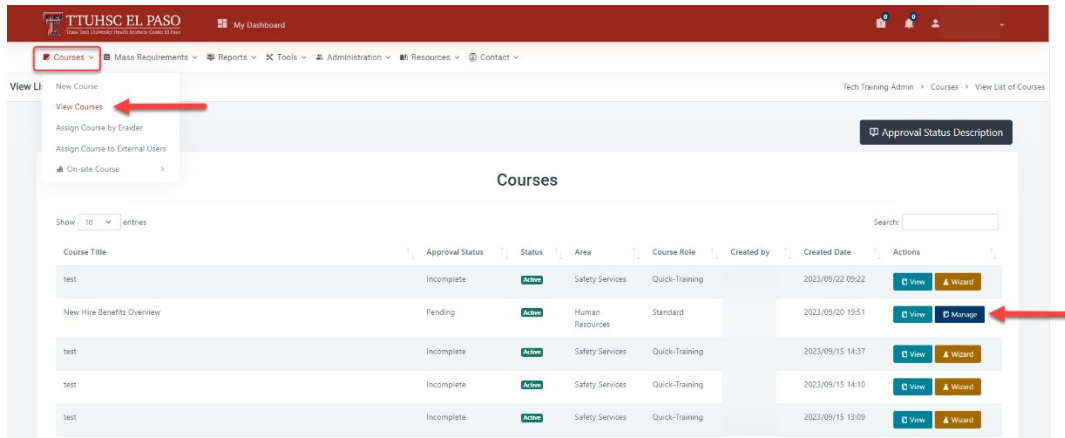 TTUHSC EL PASO
Texas Tech University Health Sciences Center El Paso
My Dashboard
0
0
Courses
Mass Requirements
Reports
Tools
Administration
Resources
Contact
View Li
New Course
Tech Training Admin > Courses > View List of Courses
View Courses
Assign Course by Eraider
Approval Status Description
Assign Course to External Users
On-site Course >
Courses
Show 10 entries
Search:
Course Title Approval Status Status Area Course Role Created by Created Date Actions
test Incomplete Active Safety Services Quick-Training 2023/09/22 09:22 View Wizard
New Hire Benefits Overview Pending Active Human Resources Standard 2023/09/20 19:51 View Manage
test Incomplete Active Safety Services Quick-Training 2023/09/15 14:37 View Wizard
test Incomplete Active Safety Services Quick-Training 2023/09/15 14:10 View Wizard
test Incomplete Active Safety Services Quick-Training 2023/09/15 13:09 View Wizard